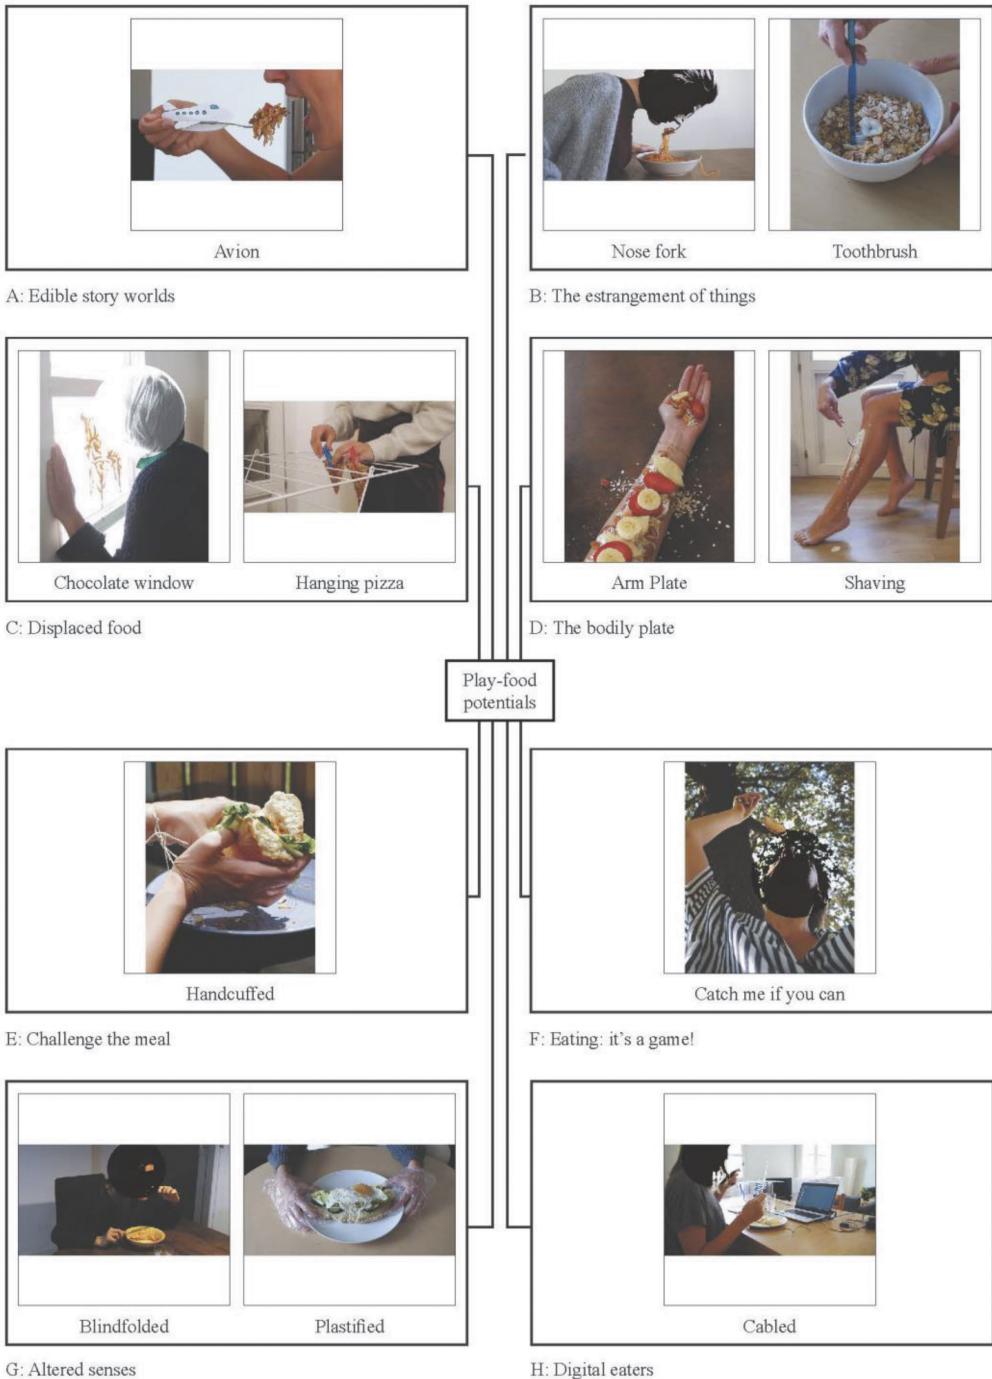 Avion
A: Edible story worlds
Nose fork
Toothbrush
B: The estrangement of things
Chocolate window
Hanging pizza
C: Displaced food
Arm Plate
Shaving
D: The bodily plate
Play-food
potentials
Handcuffed
E: Challenge the meal
Catch me if you can
F: Eating: it's a game!
Blindfolded
Plastified
G: Altered senses
Cabled
H: Digital eaters